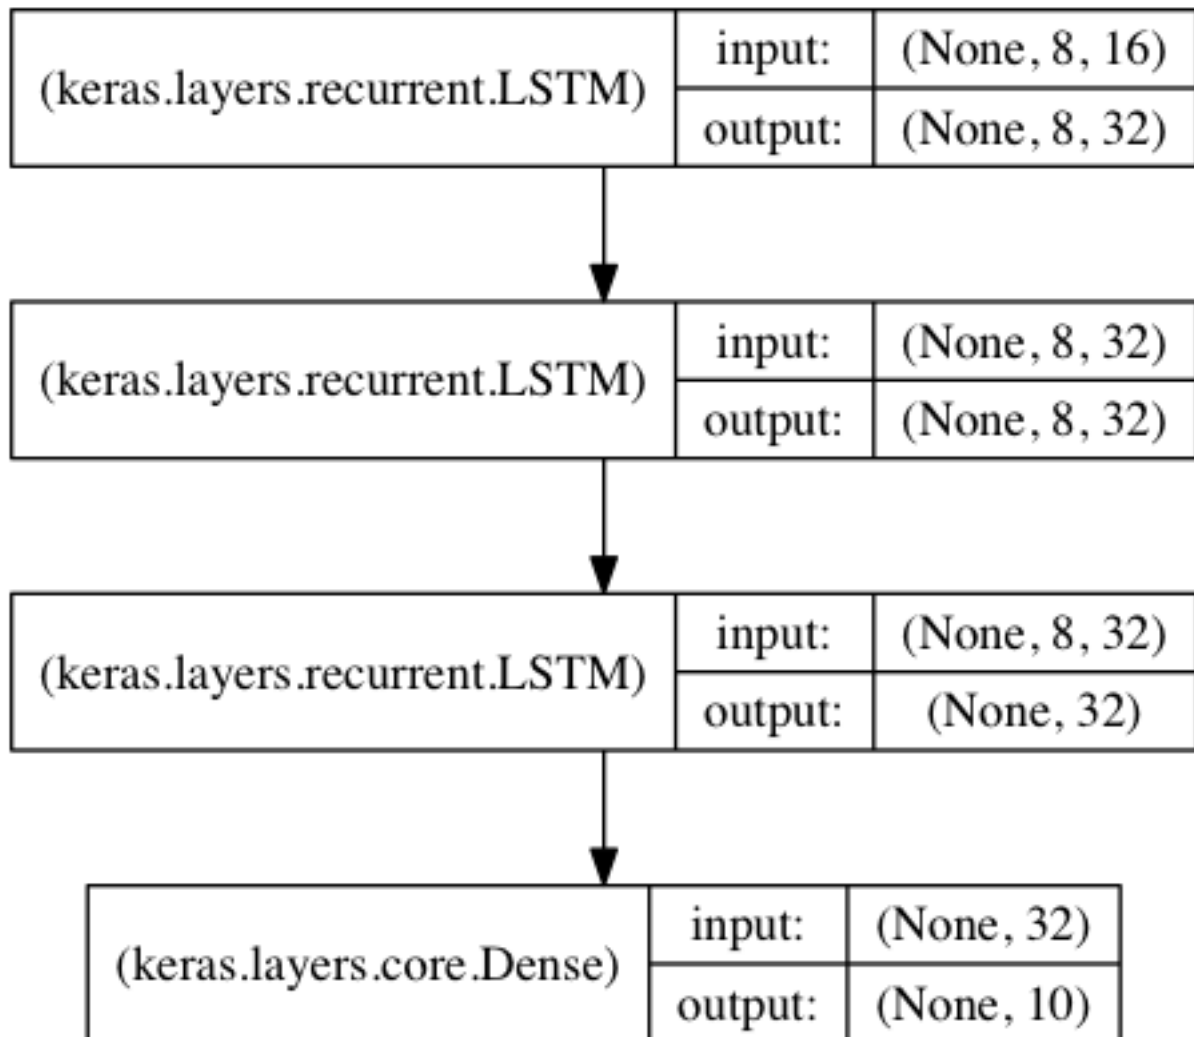 (keras.layers.recurrent.LSTM) input: (None, 8, 16)
output: (None, 8, 32)
(keras.layers.recurrent.LSTM) input: (None, 8, 32)
output: (None, 8, 32)
(keras.layers.recurrent.LSTM) input: (None, 8, 32)
output: (None, 32)
(keras.layers.core.Dense) input: (None, 32)
output: (None, 10)